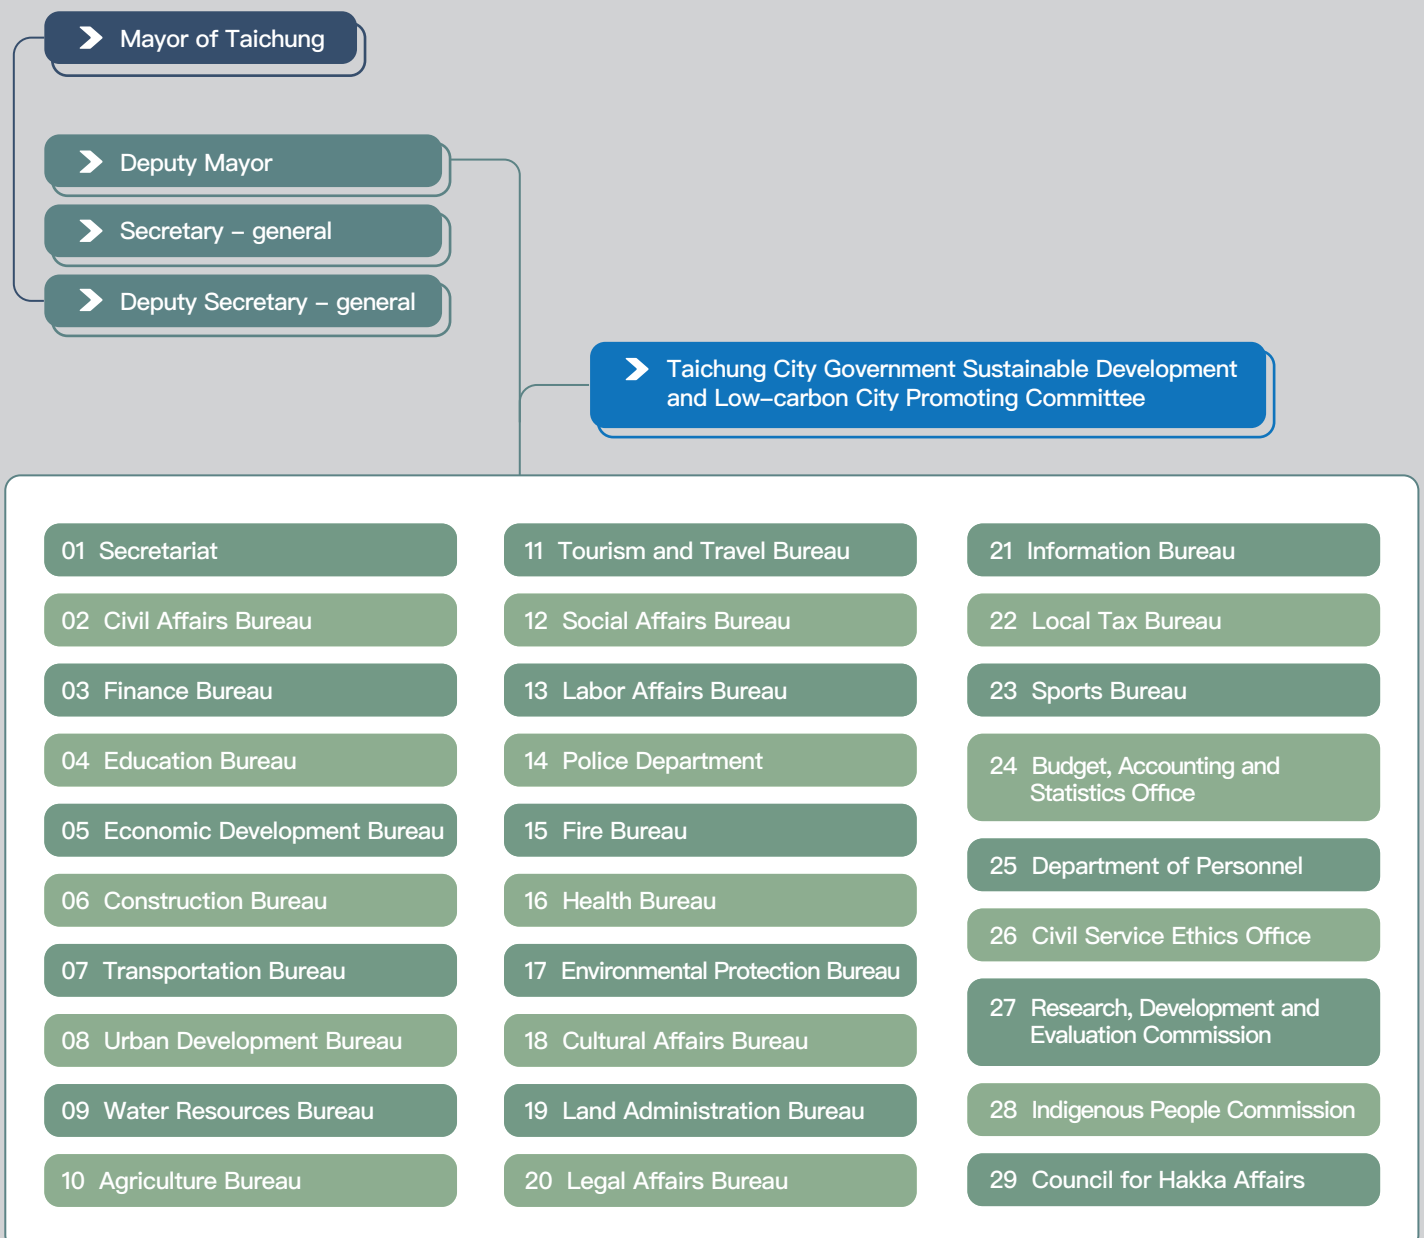 Mayor of Taichung
Deputy Mayor
Secretary – general
Deputy Secretary – general
Taichung City Government Sustainable Development
and Low–carbon City Promoting Committee
01 Secretariat
02 Civil Affairs Bureau
03 Finance Bureau
04 Education Bureau
05 Economic Development Bureau
06 Construction Bureau
07 Transportation Bureau
08 Urban Development Bureau
09 Water Resources Bureau
10 Agriculture Bureau
11 Tourism and Travel Bureau
12 Social Affairs Bureau
13 Labor Affairs Bureau
14 Police Department
15 Fire Bureau
16 Health Bureau
17 Environmental Protection Bureau
18 Cultural Affairs Bureau
19 Land Administration Bureau
20 Legal Affairs Bureau
21 Information Bureau
22 Local Tax Bureau
23 Sports Bureau
24 Budget, Accounting and
Statistics Office
25 Department of Personnel
26 Civil Service Ethics Office
27 Research, Development and
Evaluation Commission
28 Indigenous People Commission
29 Council for Hakka Affairs